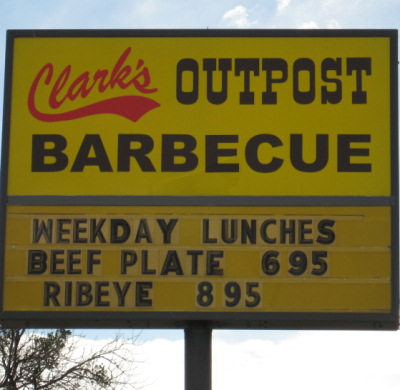 Clark's OUTPOST
BARBECUE
WEEKDAY LUNCHES
BEEF PLATE 695
RIBEYE 895